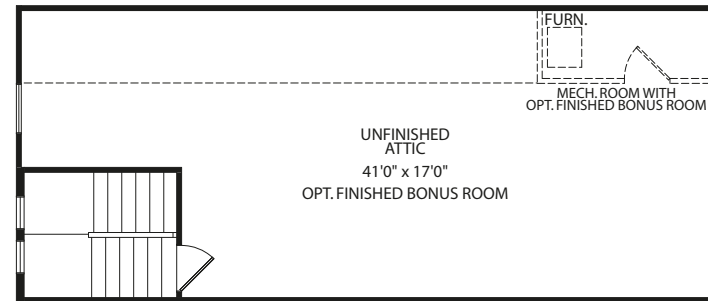 FURN.
MECH. ROOM WITH
OPT. FINISHED BONUS ROOM
UNFINISHED
ATTIC
41'0" x 17'0"
OPT. FINISHED BONUS ROOM